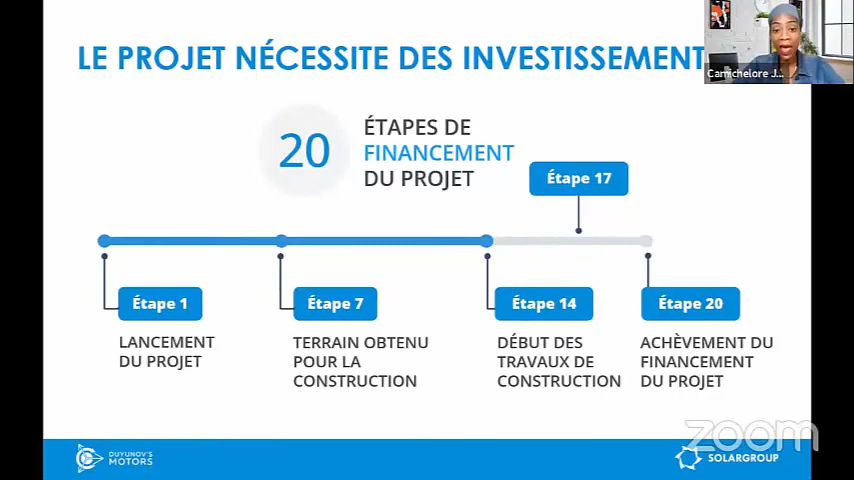 LE PROJET NÉCESSITE DES INVESTISSEMENT
Camichelore J...
20
ÉTAPES DE
FINANCEMENT
DU PROJET
Étape 17
Étape 1
LANCEMENT
DU PROJET
Étape 7
TERRAIN OBTENU
POUR LA
CONSTRUCTION
Étape 14
DÉBUT DES
TRAVAUX DE
CONSTRUCTION
Étape 20
ACHÈVEMENT DU
FINANCEMENT
DU PROJET
zoom
DUYUNOV'S
MOTORS
SOLARGROUP